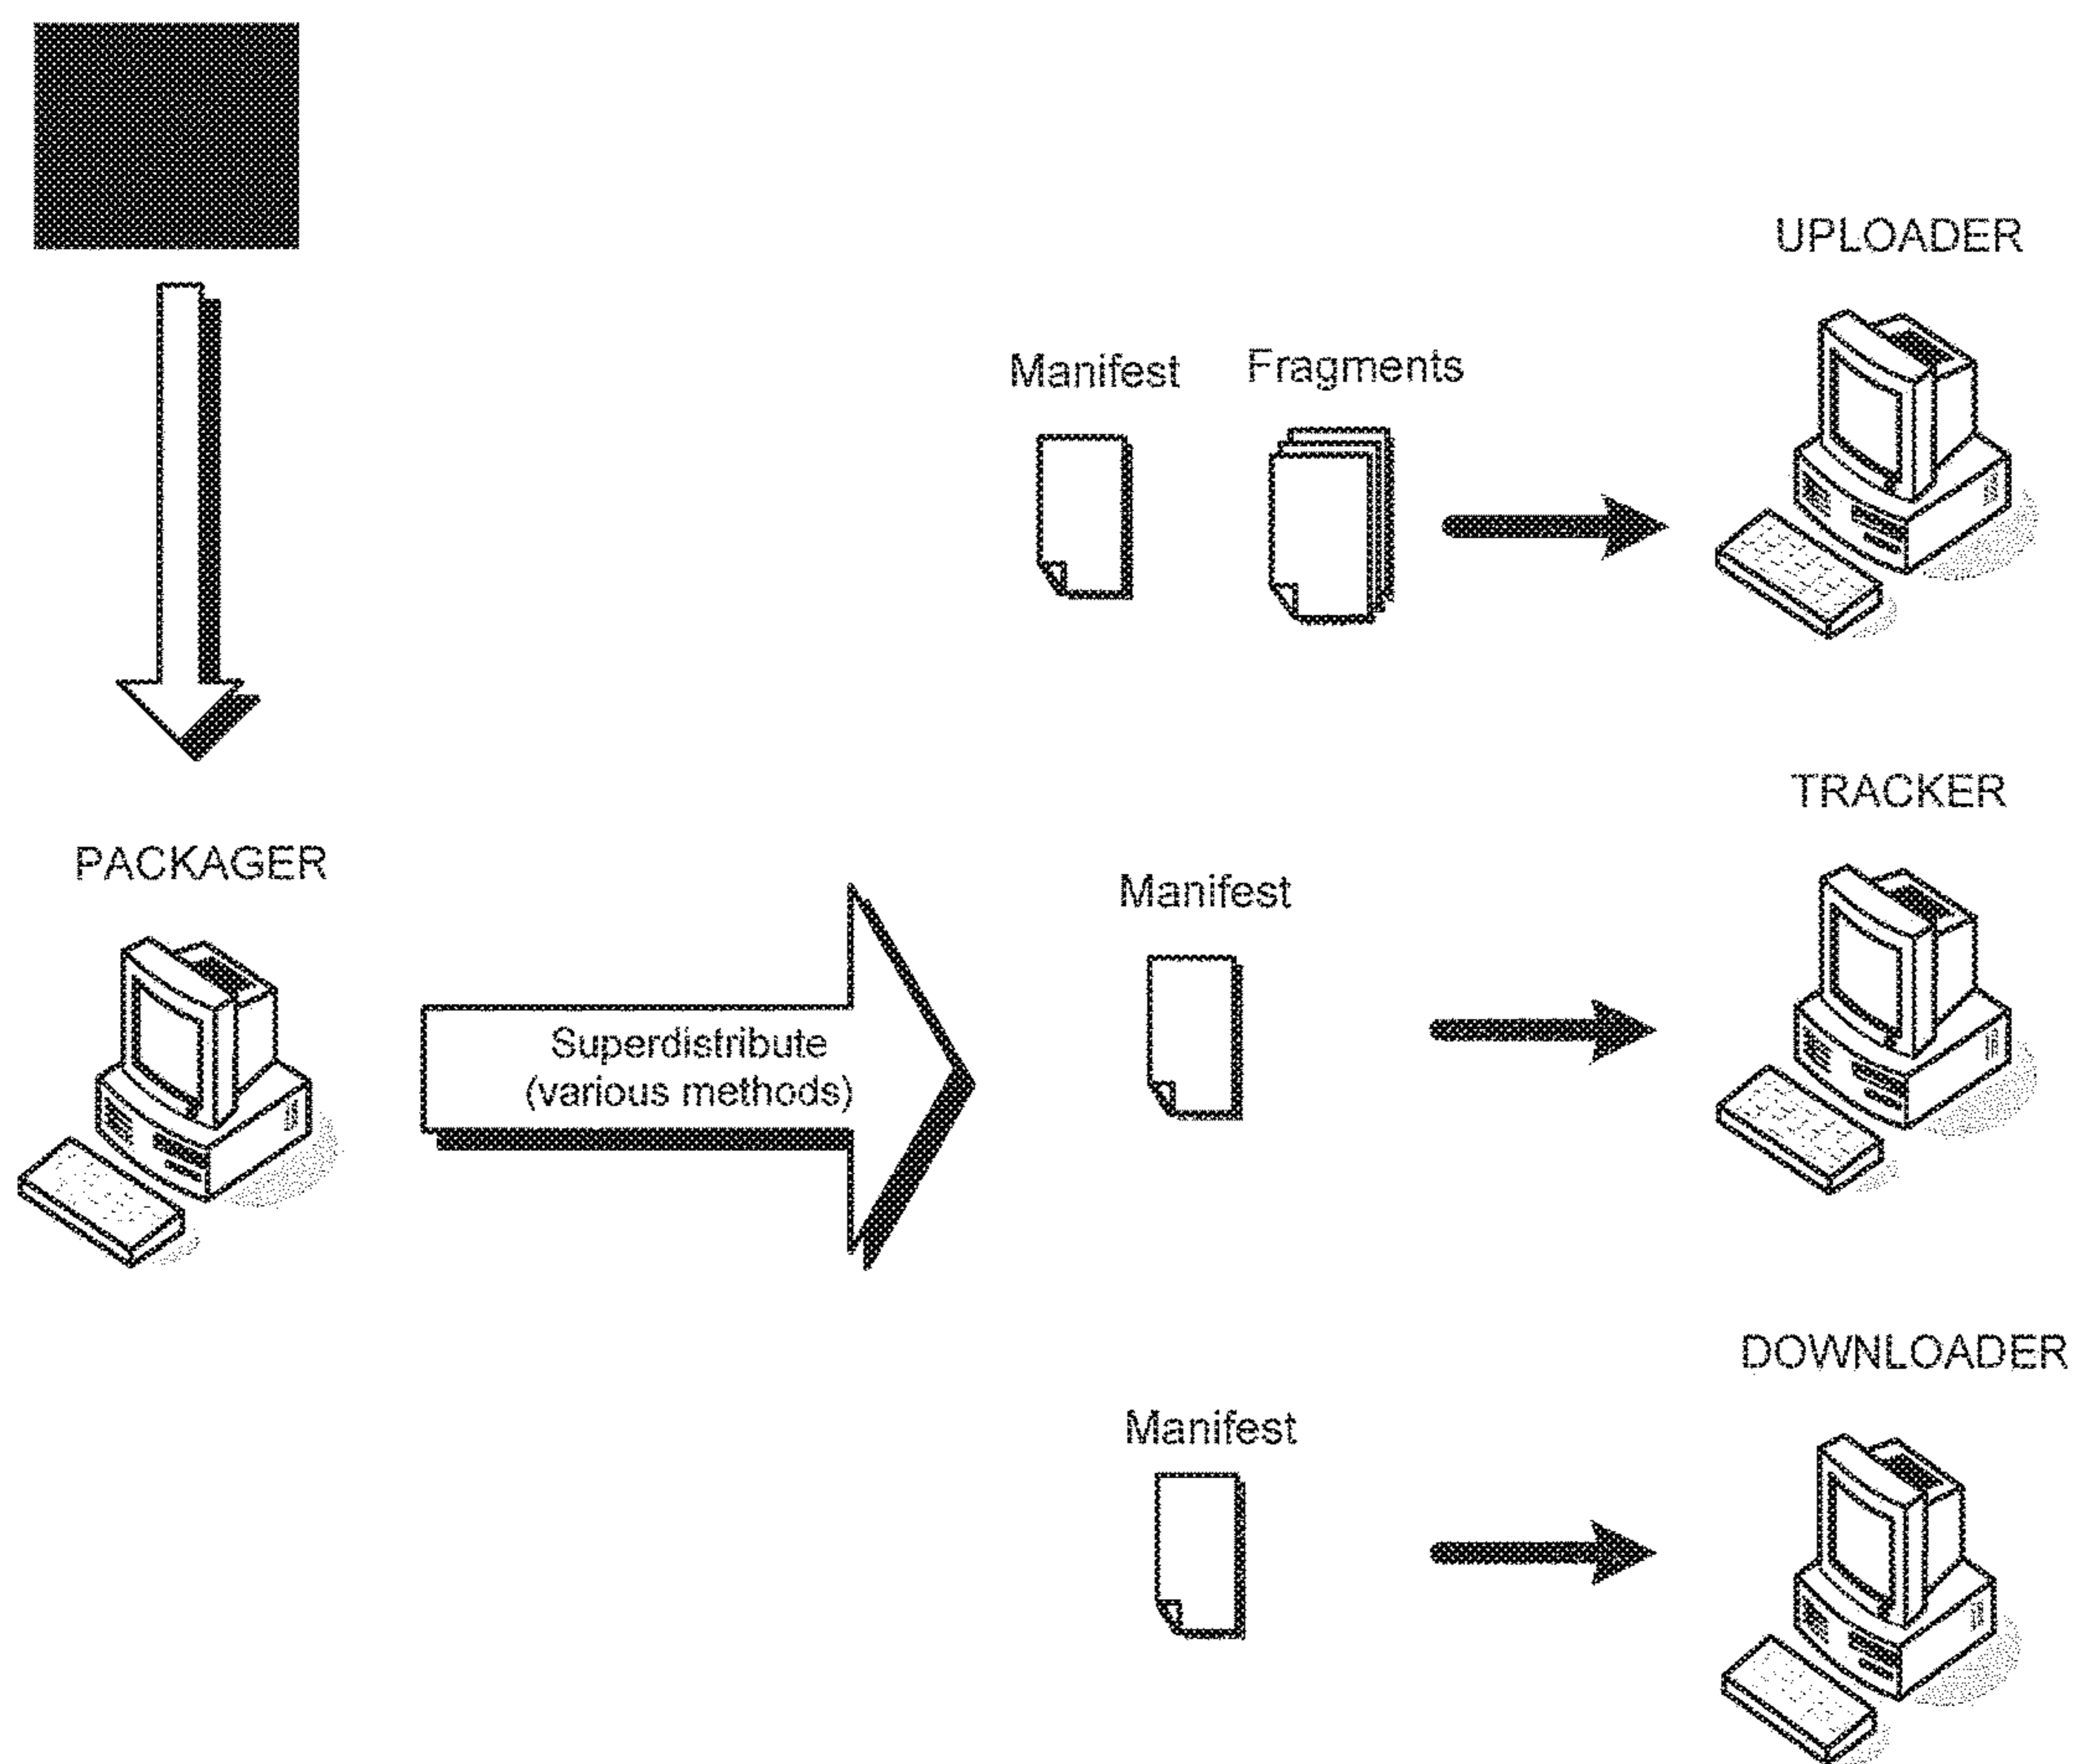 UPLOADER
Manifest
Fragments
TRACKER
PACKAGER
Manifest
Superdistribute
(various methods)
DOWNLOADER
Manifest